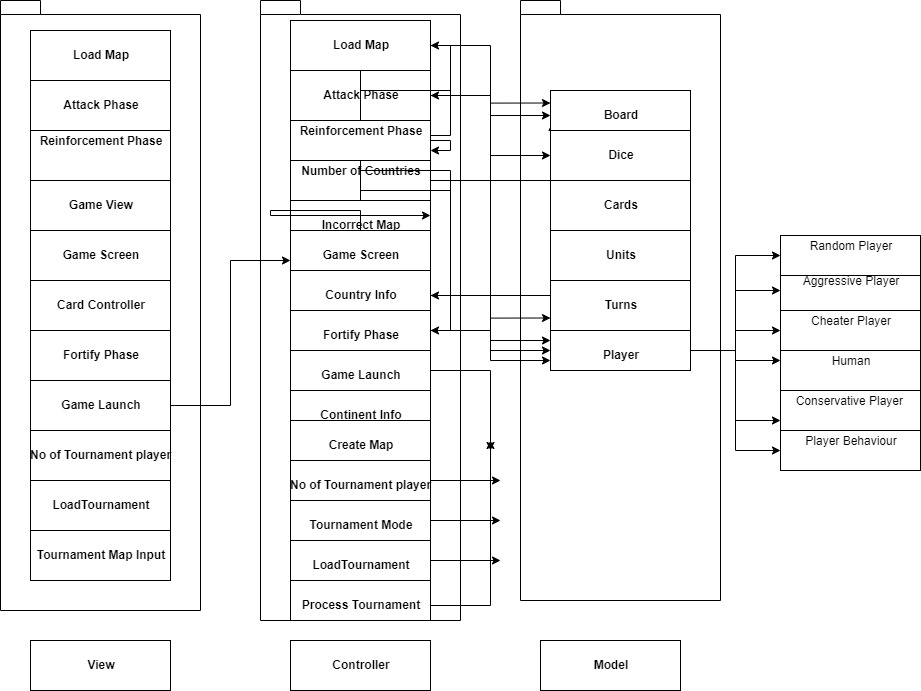 Load Map
Attack Phase
Reinforcement Phase
Game View
Game Screen
Card Controller
Fortify Phase
Game Launch
No of Tournament player
LoadTournament
Tournament Map Input
View
Load Map
Attack Phase
Reinforcement Phase
Number of Countries
Incorrect Map
Game Screen
Country Info
Fortify Phase
Game Launch
Continent Info
Create Map
No of Tournament player
Tournament Mode
LoadTournament
Process Tournament
Controller
Board
Dice
Cards
Units
Turns
Player
Model
Random Player
Aggressive Player
Cheater Player
Human
Conservative Player
Player Behaviour